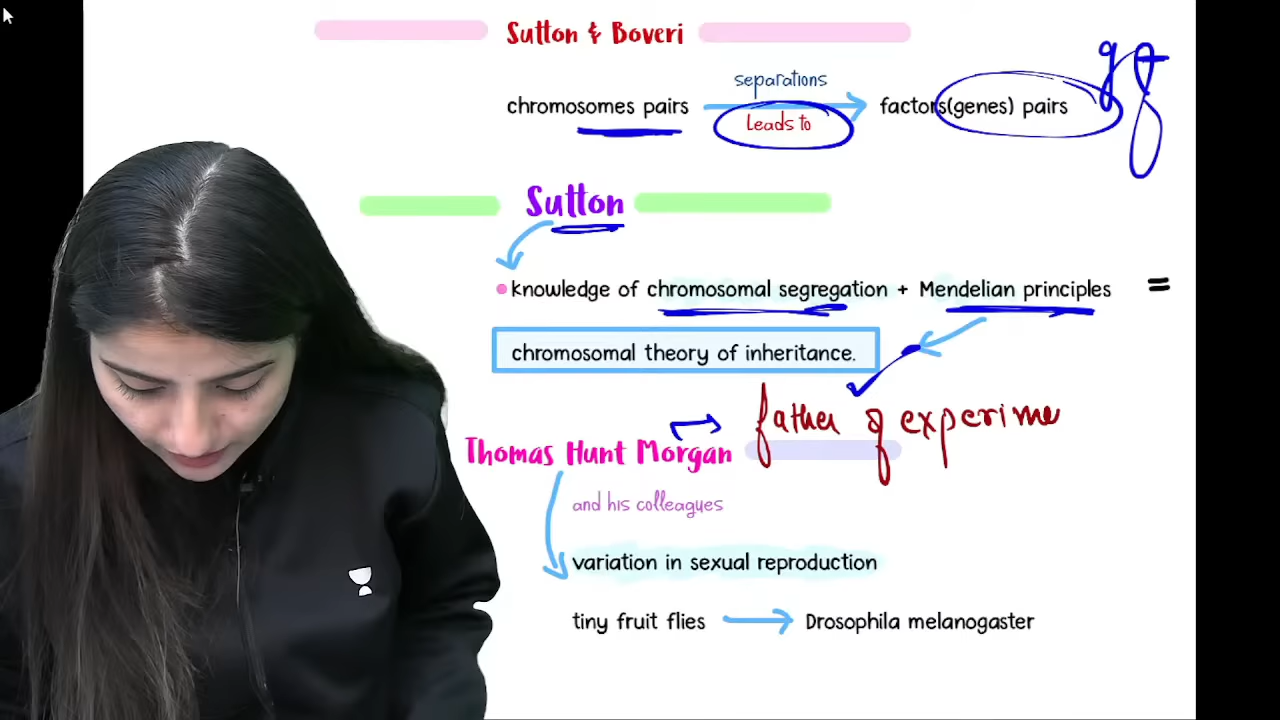 Sutton & Boveri
separations
chromosomes pairs factors(genes) pairs
leads to
Sutton
knowledge of chromosomal segregation + Mendelian principles =
chromosomal theory of inheritance.
father of experime
Thomas Hunt Morgan
and his colleagues
variation in sexual reproduction
tiny fruit flies Drosophila melanogaster